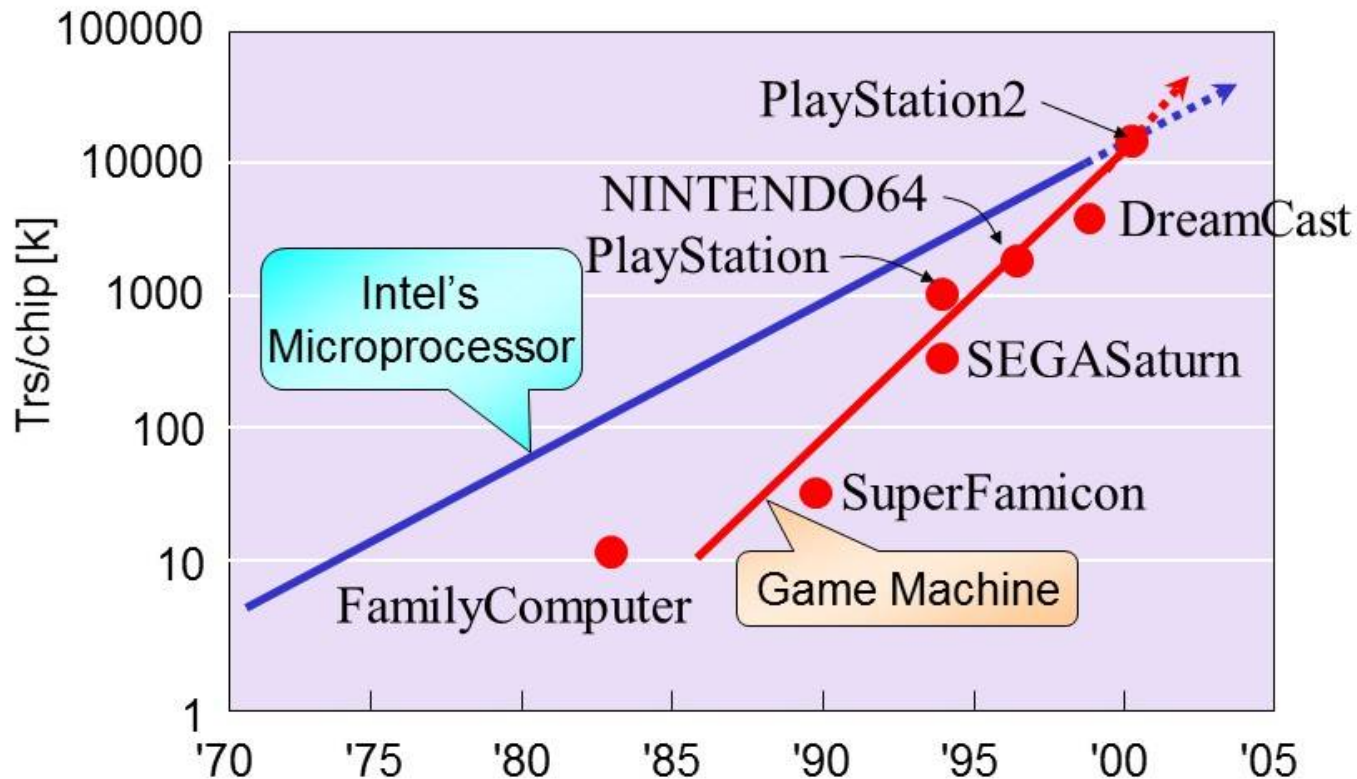 100000
10000
1000
100
10
1
Trs/chip [k]
PlayStation2
NINTENDO64
DreamCast
PlayStation
Intel's
Microprocessor
SEGASaturn
SuperFamicon
Game Machine
FamilyComputer
'70 '75 '80 '85 '90 '95 '00 '05